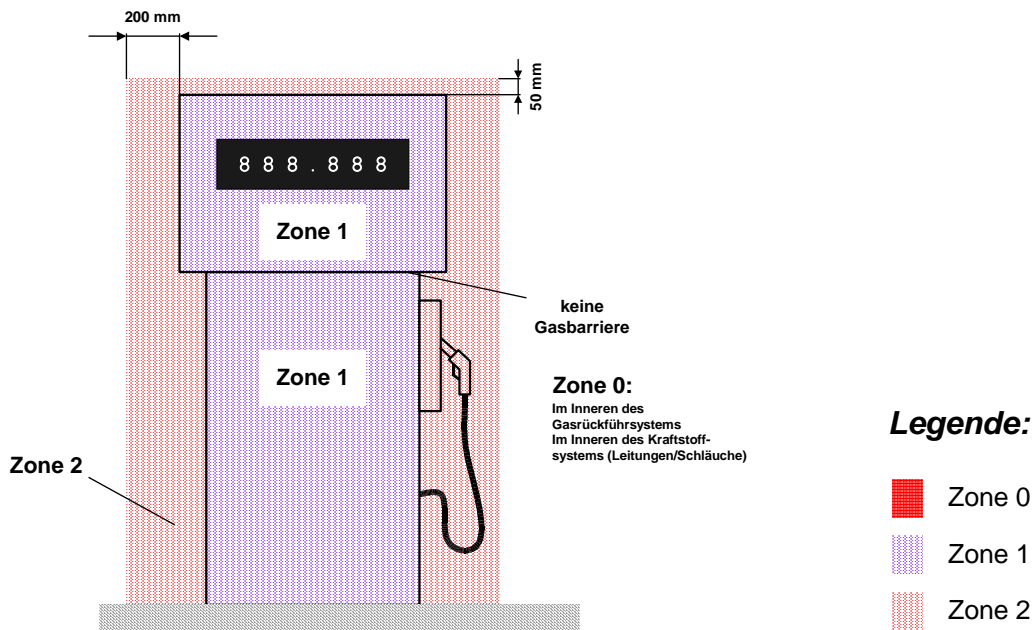 200 mm
50 mm
888.888
Zone 1
keine
Gasbarriere
Zone 1
Zone 0:
Im Inneren des
Gasrückführsystems
Im Inneren des Kraftstoff-
systems (Leitungen/Schläuche)
Zone 2
Legende:
Zone 0
Zone 1
Zone 2